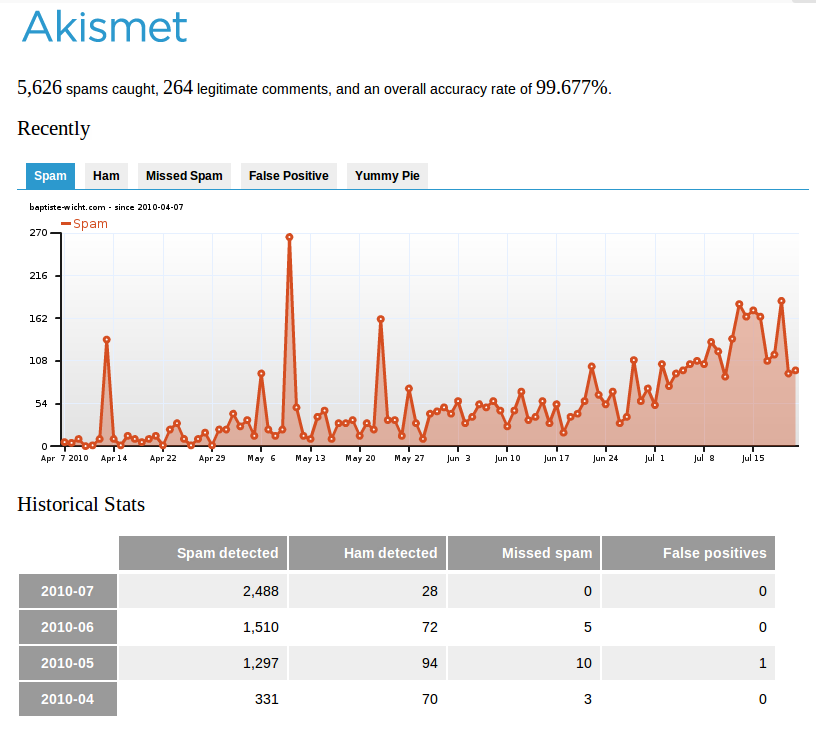 Akismet
5,626 spams caught, 264 legitimate comments, and an overall accuracy rate of 99.677%.
Recently
Spam Ham Missed Spam False Positive Yummy Pie
baptiste-wicht.com - since 2010-04-07
Spam
270
216
162
108
54
0
Apr 7 2010 Apr 14 Apr 22 Apr 29 May 6 May 13 May 20 May 27 Jun 3 Jun 10 Jun 17 Jun 24 Jul 1 Jul 8 Jul 15
Historical Stats
Spam detected Ham detected Missed spam False positives
2010-07 2,488 28 0 0
2010-06 1,510 72 5 0
2010-05 1,297 94 10 1
2010-04 331 70 3 0